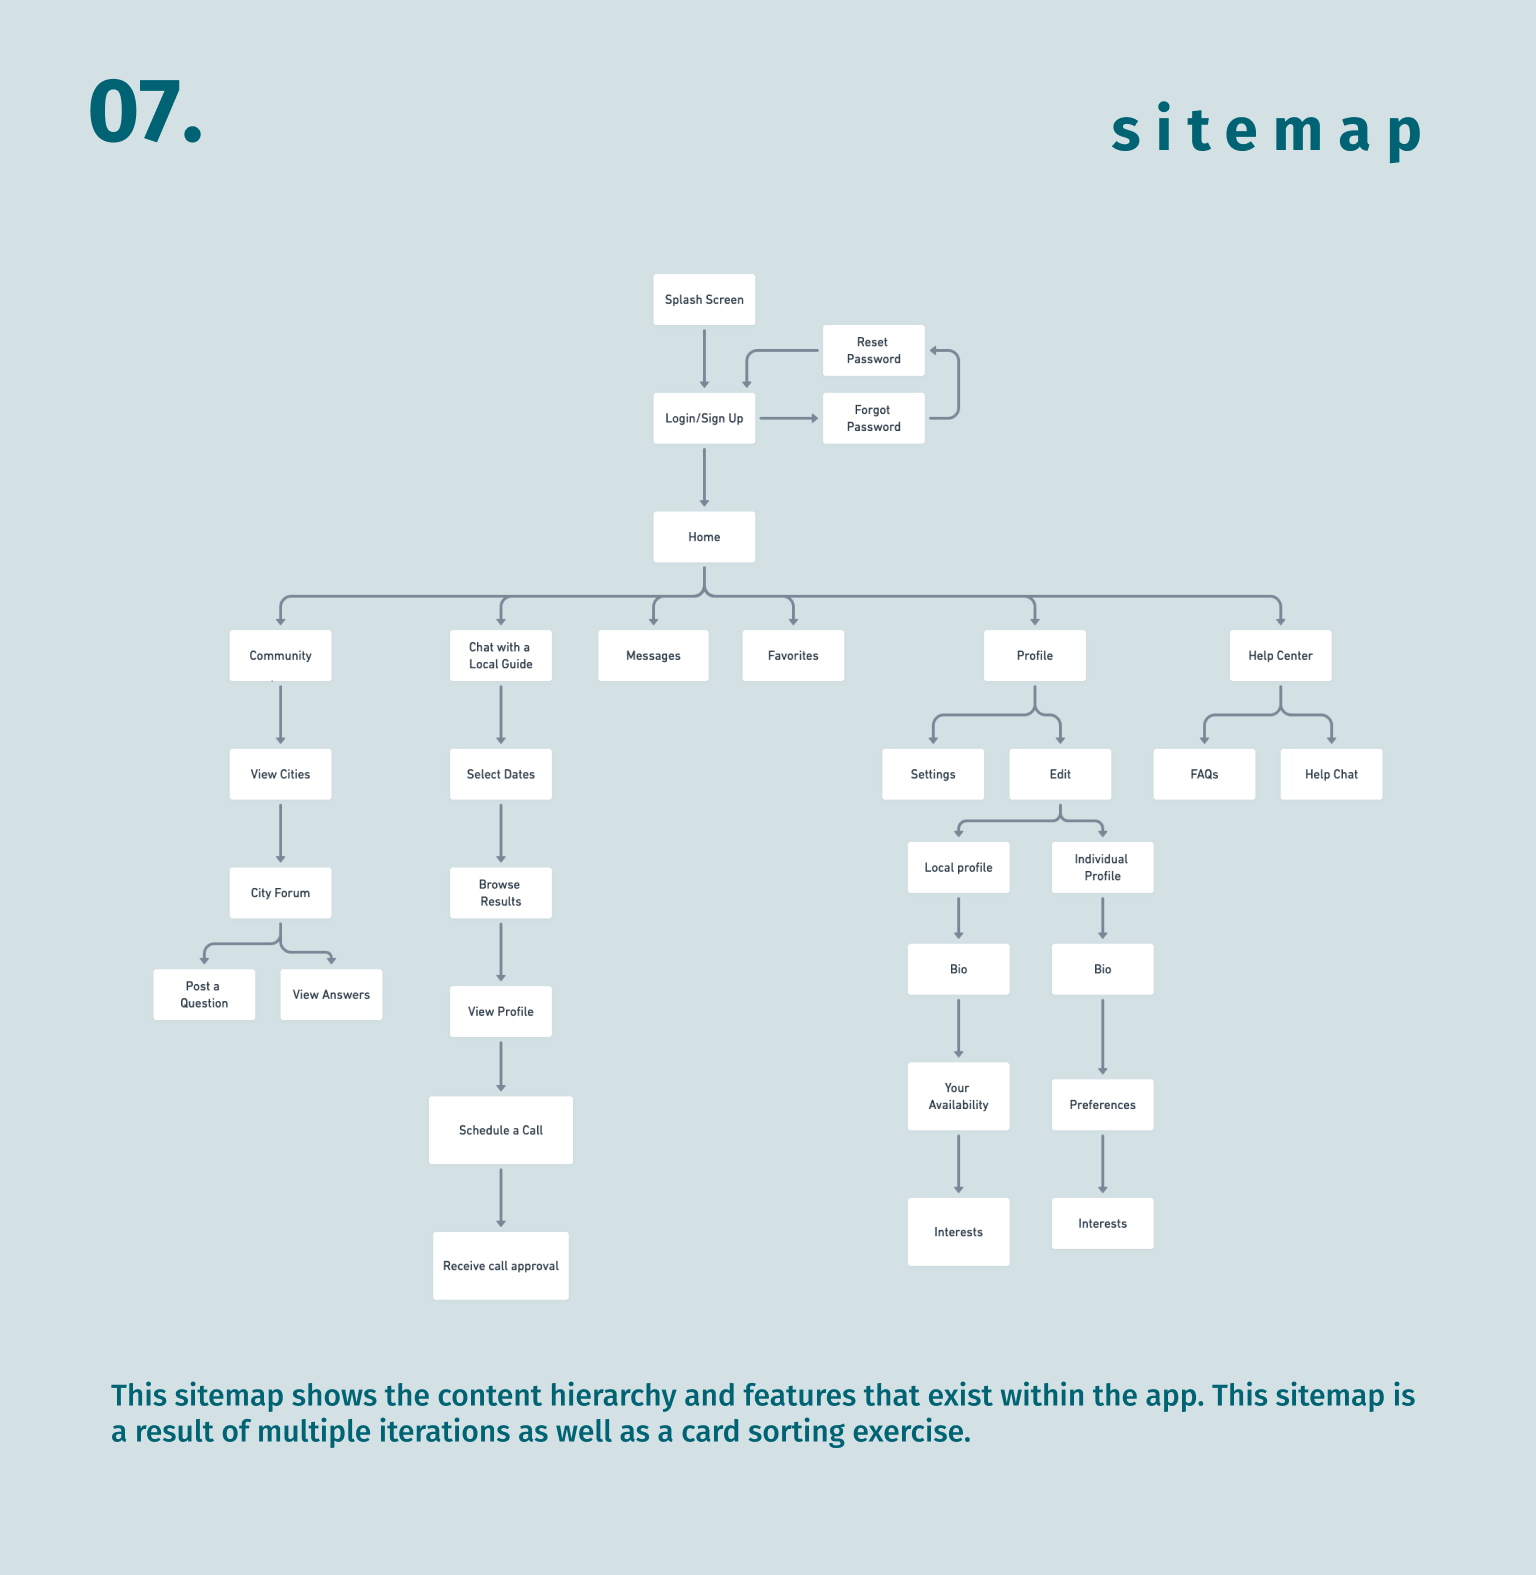 07.
sitemap
Splash Screen
Reset
Password
Login/Sign Up
Forgot
Password
Home
Community
Chat with a
Local Guide
Messages
Favorites
Profile
Help Center
View Cities
Select Dates
Settings
Edit
FAQs
Help Chat
City Forum
Browse
Results
Local profile
Individual
Profile
Post a
Question
View Answers
View Profile
Bio
Bio
Schedule a Call
Your
Availability
Preferences
Receive call approval
Interests
Interests
This sitemap shows the content hierarchy and features that exist within the app. This sitemap is
a result of multiple iterations as well as a card sorting exercise.